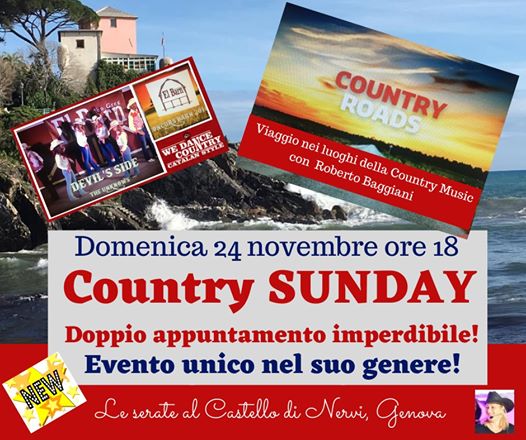 El Barn
DEVIL'S SIDE
THE UNKNOWN
WE DANCE
COUNTRY
CATALAN STYLE
COUNTRY
ROADS
Viaggio nei luoghi della Country Music
con Roberto Baggiani
Domenica 24 novembre ore 18
Country SUNDAY
Doppio appuntamento imperdibile!
Evento unico nel suo genere!
NEW
Le serate al Castello di Nervi, Genova